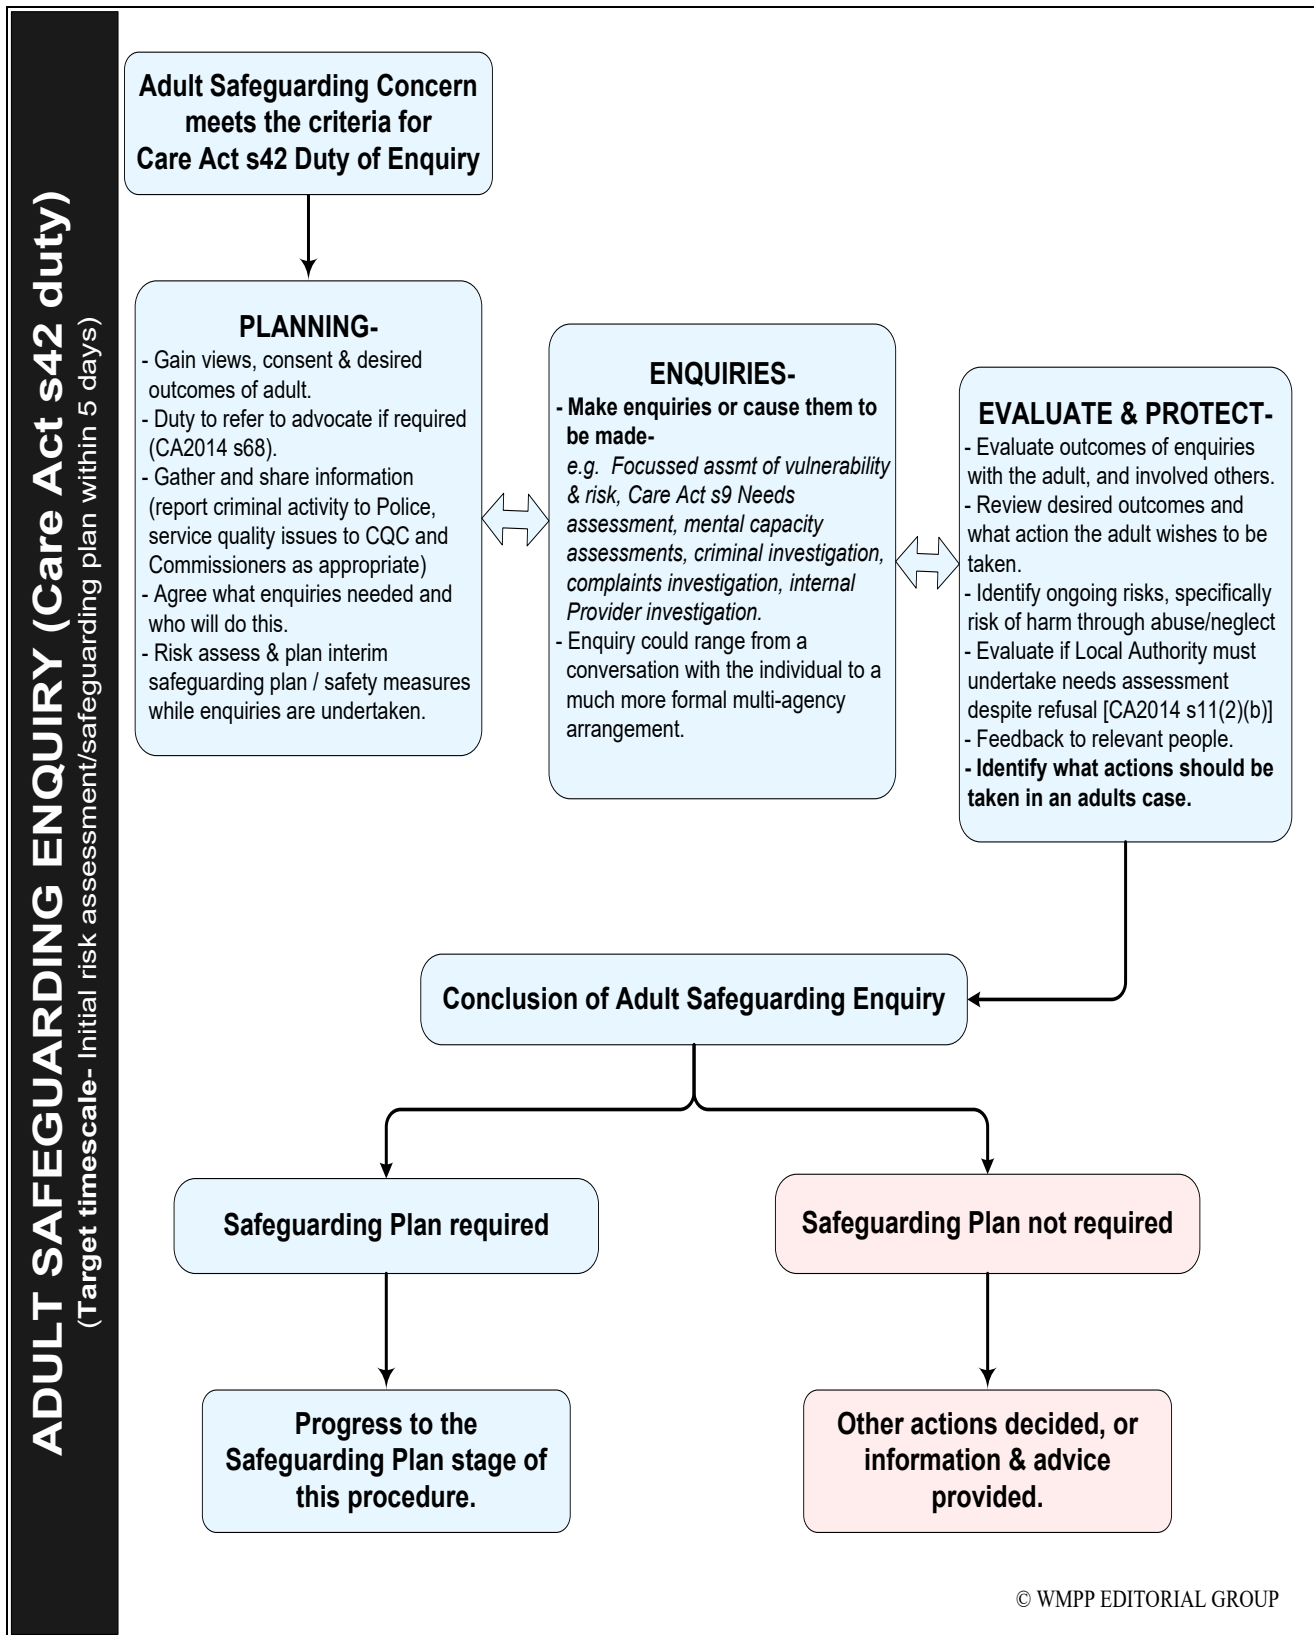 ADULT SAFEGUARDING ENQUIRY (Care Act s42 duty)
(Target timescale- Initial risk assessment/safeguarding plan within 5 days)
Adult Safeguarding Concern
meets the criteria for
Care Act s42 Duty of Enquiry
PLANNING-
- Gain views, consent & desired
outcomes of adult.
- Duty to refer to advocate if required
(CA2014 s68).
- Gather and share information
(report criminal activity to Police,
service quality issues to CQC and
Commissioners as appropriate)
- Agree what enquiries needed and
who will do this.
- Risk assess & plan interim
safeguarding plan / safety measures
while enquiries are undertaken.
ENQUIRIES-
- Make enquiries or cause them to
be made-
e.g. Focussed assmt of vulnerability
& risk, Care Act s9 Needs
assessment, mental capacity
assessments, criminal investigation,
complaints investigation, internal
Provider investigation.
- Enquiry could range from a
conversation with the individual to a
much more formal multi-agency
arrangement.
EVALUATE & PROTECT-
- Evaluate outcomes of enquiries
with the adult, and involved others.
- Review desired outcomes and
what action the adult wishes to be
taken.
- Identify ongoing risks, specifically
risk of harm through abuse/neglect
- Evaluate if Local Authority must
undertake needs assessment
despite refusal [CA2014 s11(2)(b)]
- Feedback to relevant people.
- Identify what actions should be
taken in an adults case.
Conclusion of Adult Safeguarding Enquiry
Safeguarding Plan required
Safeguarding Plan not required
Progress to the
Safeguarding Plan stage of
this procedure.
Other actions decided, or
information & advice
provided.
© WMPP EDITORIAL GROUP